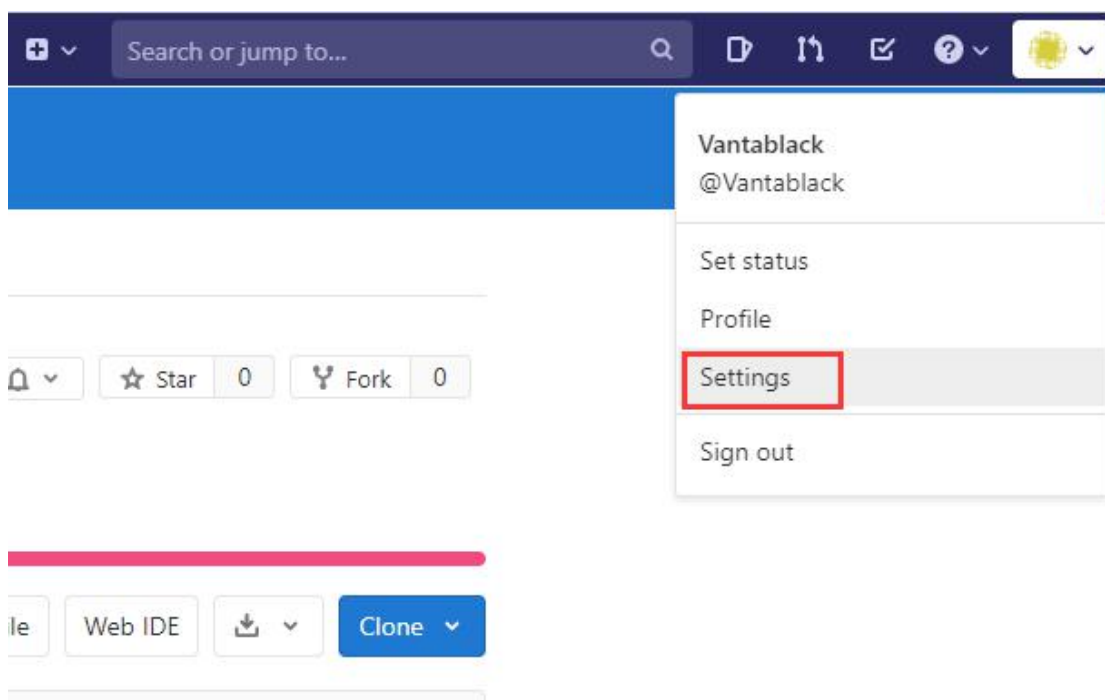 Search or jump to...
Vantablack
@Vantablack
Set status
Profile
Settings
Sign out
Star 0 Fork 0
ile Web IDE Clone